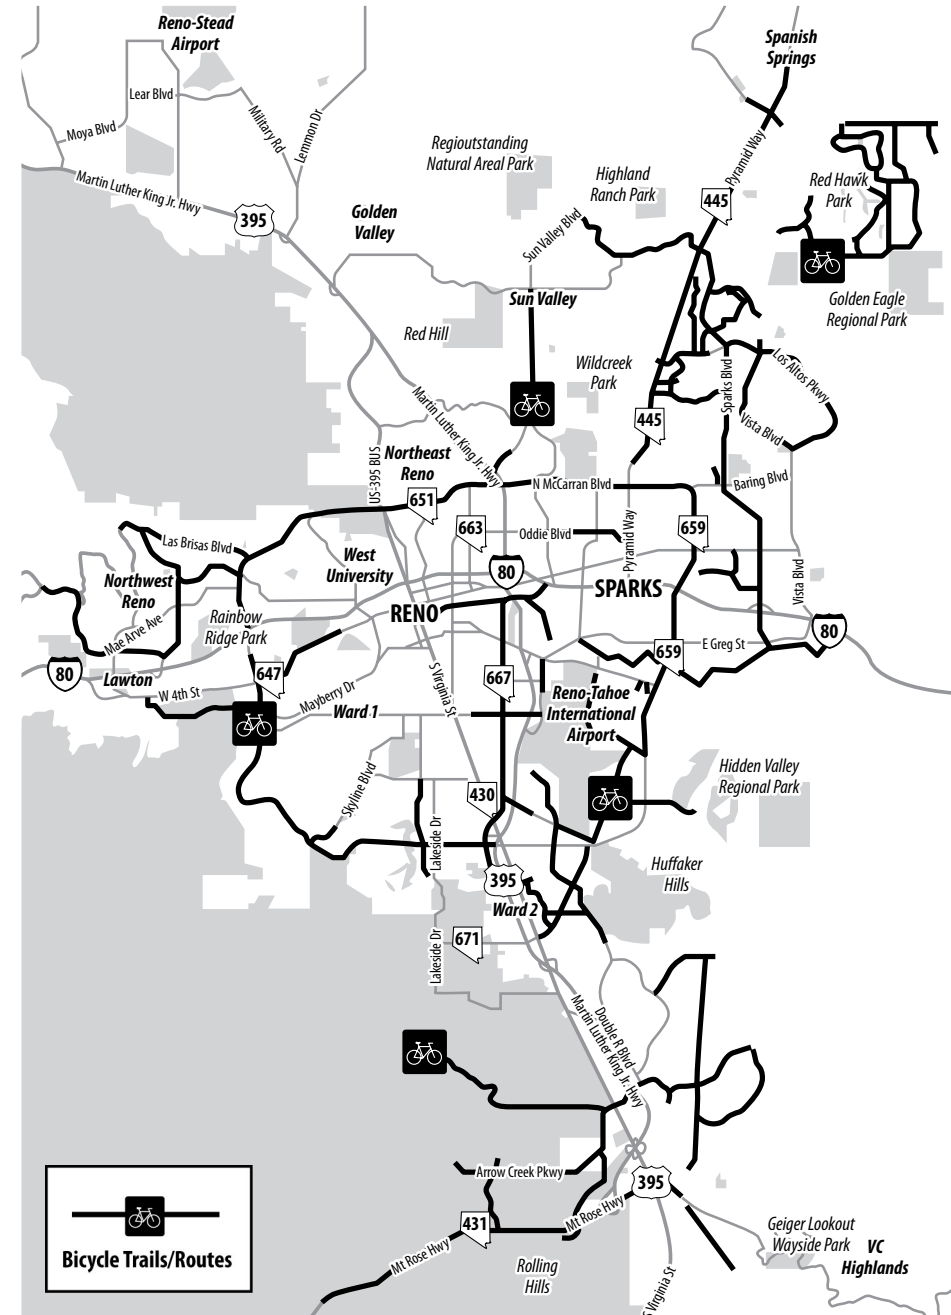 Reno-Stead
Airport
Spanish
Springs
Lear Blvd
Military Rd
Lemmon Dr
Moya Blvd
Pyramid Way
Regioutstanding
Natural Areal Park
Highland
Ranch Park
Red Hawk
Park
Martin Luther King Jr. Hwy
395
445
Golden
Valley
Sun Valley Blvd
Sun Valley
Golden Eagle
Regional Park
Red Hill
Wildcreek
Park
Los Altos Pkwy
Sparks Blvd
Martin Luther King Jr. Hwy
445
Vista Blvd
US-395 BUS
Northeast
Reno
N McCarran Blvd
Baring Blvd
651
663
Oddie Blvd
Pyramid Way
659
Las Brisas Blvd
West
University
80
Northwest
Reno
SPARKS
Vista Blvd
Rainbow
Ridge Park
RENO
Mae Arve Ave
80
E Greg St
659
80
Lawton
647
667
W 4th St
Mayberry Dr
S Virginia St
Ward 1
Reno-Tahoe
International
Airport
Skyline Blvd
430
Hidden Valley
Regional Park
Lakeside Dr
395
Huffaker
Hills
Ward 2
671
Lakeside Dr
Double R Blvd
Martin Luther King Jr. Hwy
Arrow Creek Pkwy
395
431
Mt Rose Hwy
Mt Rose Hwy
Geiger Lookout
Wayside Park
VC
Highlands
Rolling
Hills
S Virginia St
Bicycle Trails/Routes